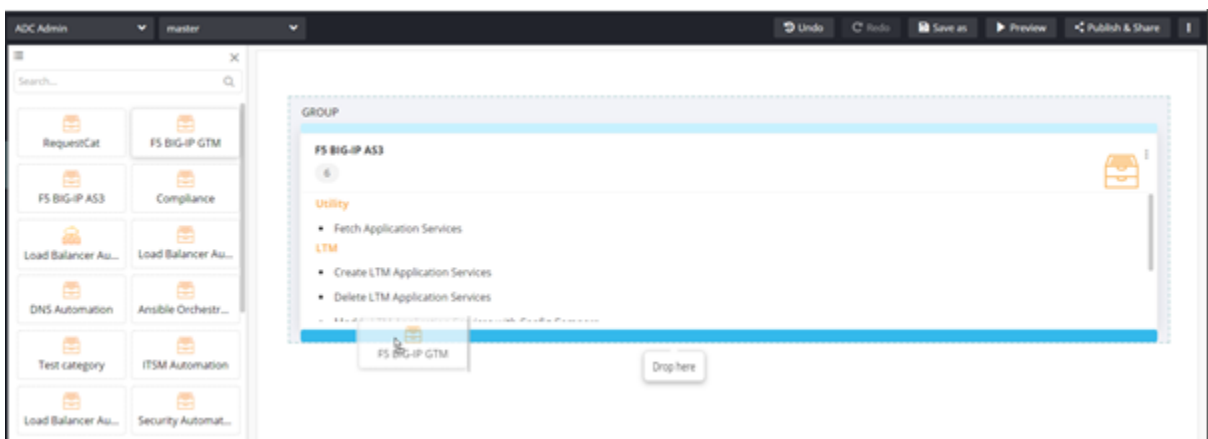 ADC Admin master Undo Redo Save as Preview Publish & Share
Search...
RequestCat F5 BIG-IP GTM
F5 BIG-IP AS3 Compliance
Load Balancer Au... Load Balancer Au...
DNS Automation Ansible Orchestr...
Test category ITSM Automation
Load Balancer Au... Security Automat...
GROUP
F5 BIG-IP AS3
6
Utility
• Fetch Application Services
LTM
• Create LTM Application Services
• Delete LTM Application Services
F5 BIG-IP GTM
Drop here